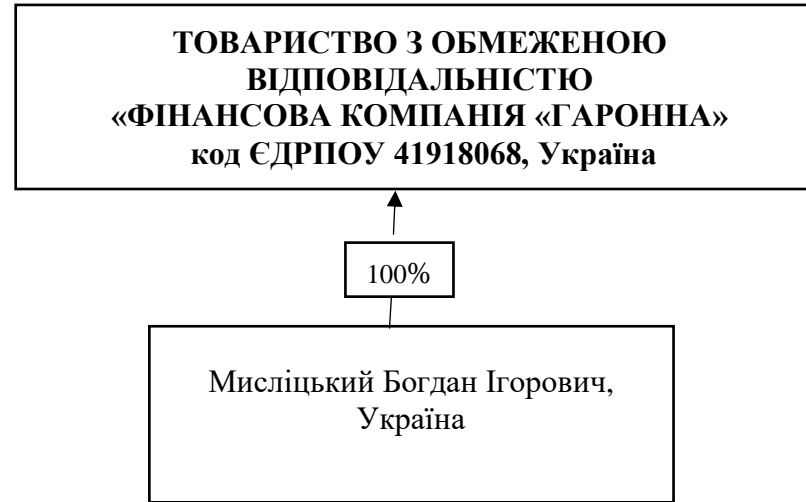 ТОВАРИСТВО З ОБМЕЖЕНОЮ
ВІДПОВІДАЛЬНІСТЮ
«ФІНАНСОВА КОМПАНІЯ «ГАРОННА»
код ЄДРПОУ 41918068, Україна
100%
Мисліцький Богдан Ігорович,
Україна